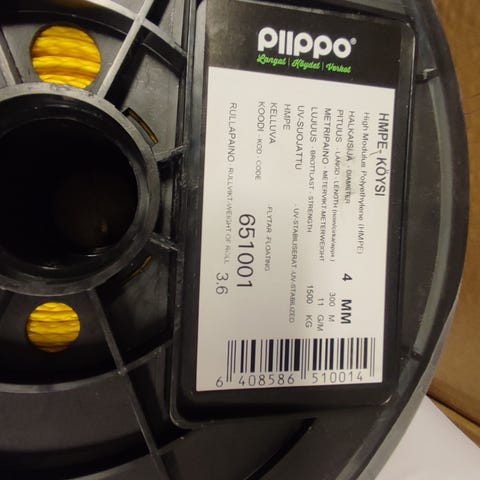 PIIPPO®
Langat | Köydet | Verkot
HMPE-KÖYSI
High Modulus Polyethylene (HMPE)
HALKAISIJA - DIAMETER 4 MM
PITUUS - LÄNGD - LENGTH 300 M
METRIPAINO - METERVIKT-METERWEIGHT 11 G/M
LUJUUS - BROTTLAST - STRENGTH 1500 KG
UV-SUOJATTU - UV-STABILISERAT - UV-STABILIZED
HMPE
KELLUVA - FLYTAR - FLOATING
KOODI - KOD - CODE 651001
RULLAPAINO - RULLVIKT-WEIGHT OF ROLL 3,6
6 408586 510014